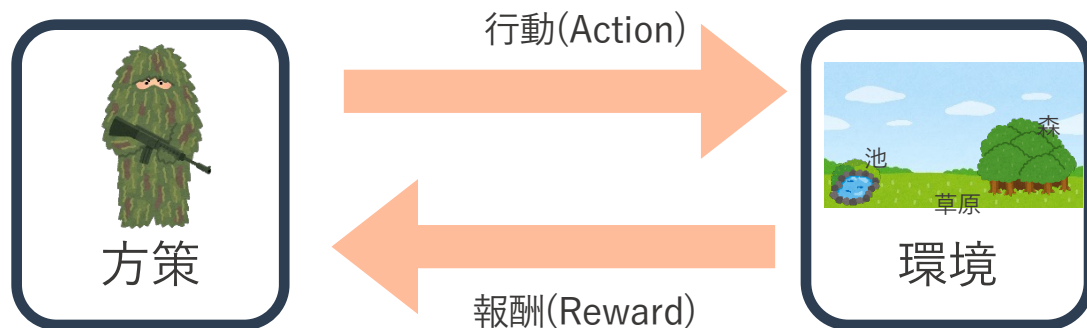 行動(Action)
森
池
草原
方策
環境
報酬(Reward)